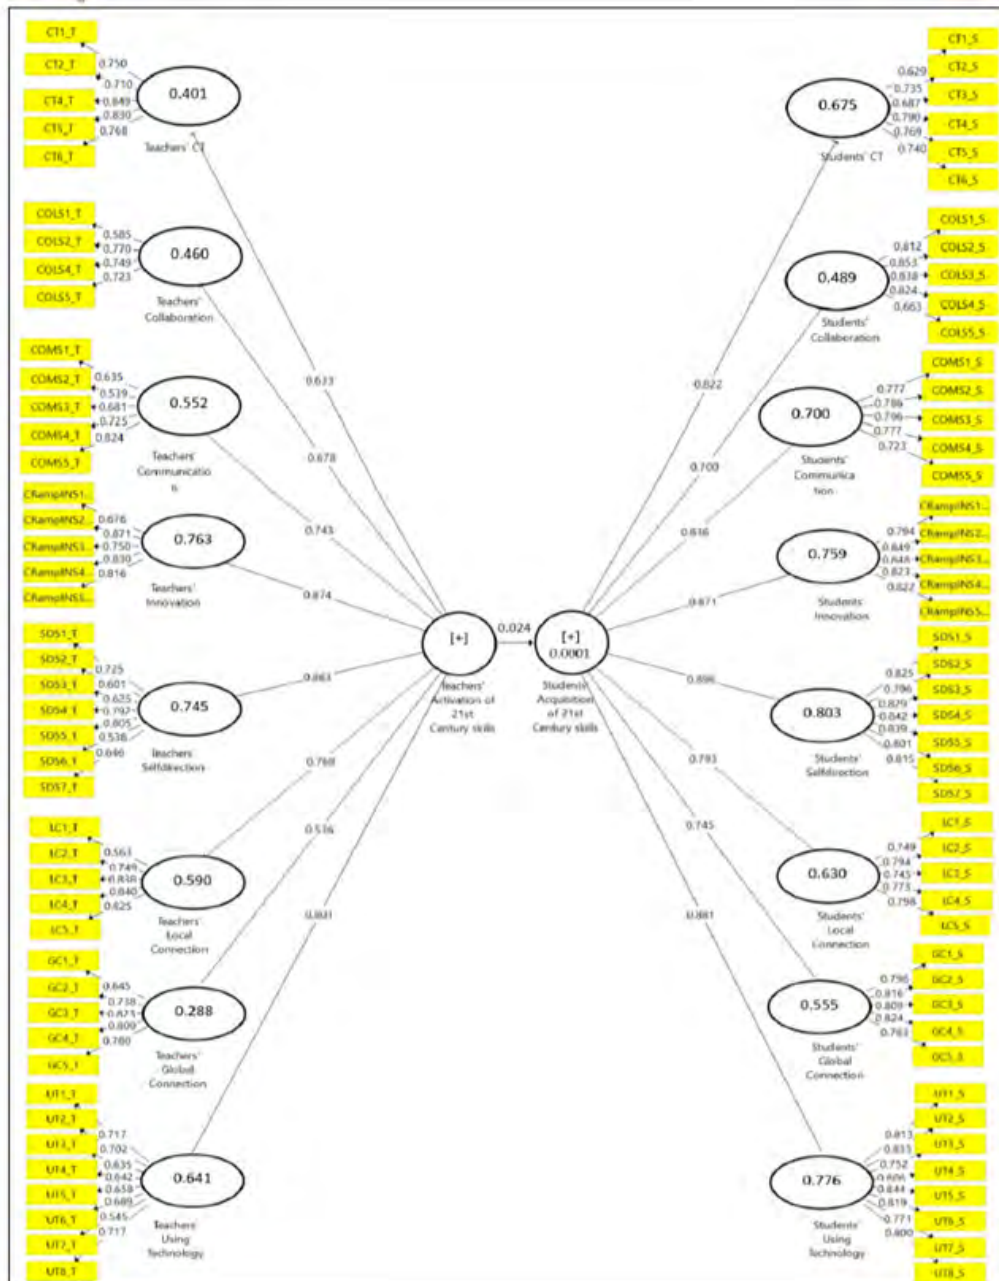 CT1_T
CT2_T
CT4_T
CT5_T
CT6_T
0.750
0.710
0.849
0.830
0.768
0.401
Teachers' CT
COLS1_T
COLS2_T
COLS4_T
COLS5_T
0.585
0.770
0.749
0.723
0.460
Teachers'
Collaboration
COMS1_T
COMS2_T
COMS3_T
COMS4_T
COMS5_T
0.635
0.539
0.681
0.725
0.824
0.552
Teachers'
Communicatio
n
CRampINS1...
CRampINS2...
CRampINS3...
CRampINS4...
CRampINS5...
0.676
0.871
0.750
0.830
0.816
0.763
Teachers'
Innovation
SDS1_T
SDS2_T
SDS3_T
SDS4_T
SDS5_T
SDS6_T
SDS7_T
0.725
0.601
0.625
0.797
0.805
0.538
0.646
0.745
Teachers'
Selfdirection
LC1_T
LC2_T
LC3_T
LC4_T
LC5_T
0.563
0.749
0.838
0.840
0.825
0.590
Teachers'
Local
Connection
GC1_T
GC2_T
GC3_T
GC4_T
GC5_T
0.645
0.738
0.821
0.809
0.780
0.288
Teachers'
Global
Connection
UT1_T
UT2_T
UT3_T
UT4_T
UT5_T
UT6_T
UT7_T
UT8_T
0.717
0.702
0.635
0.642
0.658
0.689
0.545
0.717
0.641
Teachers'
Using
Technology
0.633
0.678
0.743
0.874
0.863
0.768
0.536
0.801
[+]
Teachers'
Activation of
21st
Century skills
0.024
[+]
0.0001
Students'
Acquisition
of 21st
Century skills
0.822
0.700
0.836
0.871
0.896
0.793
0.745
0.881
0.675
Students' CT
0.629
0.735
0.687
0.790
0.769
0.740
CT1_S
CT2_S
CT3_S
CT4_S
CT5_S
CT6_S
0.489
Students'
Collaboration
0.812
0.853
0.838
0.824
0.663
COLS1_S
COLS2_S
COLS3_S
COLS4_S
COLS5_S
0.700
Students'
Communica
tion
0.777
0.786
0.796
0.777
0.723
COMS1_S
COMS2_S
COMS3_S
COMS4_S
COMS5_S
0.759
Students'
Innovation
0.794
0.849
0.848
0.823
0.822
CRampINS1...
CRampINS2...
CRampINS3...
CRampINS4...
CRampINS5...
0.803
Students'
Selfdirection
0.825
0.796
0.829
0.842
0.839
0.801
0.815
SDS1_S
SDS2_S
SDS3_S
SDS4_S
SDS5_S
SDS6_S
SDS7_S
0.630
Students'
Local
Connection
0.749
0.794
0.745
0.773
0.798
LC1_S
LC2_S
LC3_S
LC4_S
LC5_S
0.555
Students'
Global
Connection
0.796
0.816
0.809
0.824
0.763
GC1_S
GC2_S
GC3_S
GC4_S
GC5_S
0.776
Students'
Using
Technology
0.813
0.833
0.752
0.844
0.819
0.771
0.800
UT1_S
UT2_S
UT3_S
UT4_S
UT5_S
UT6_S
UT7_S
UT8_S